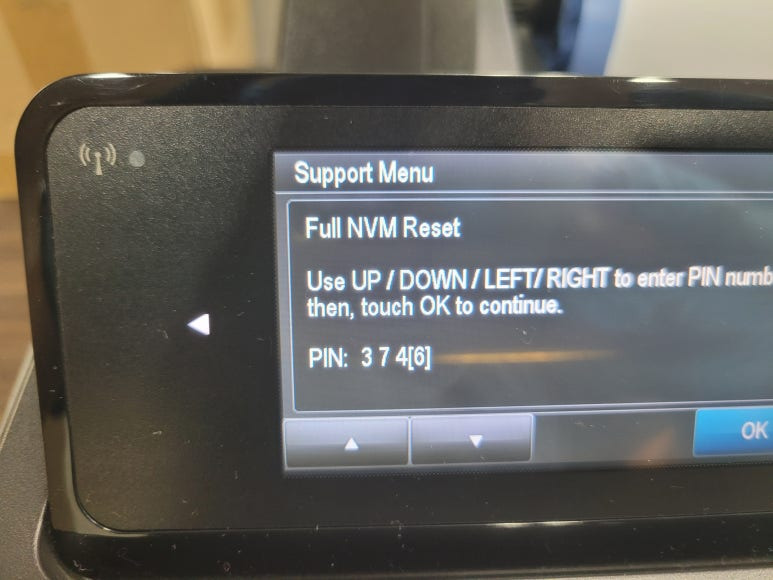 Support Menu
Full NVM Reset
Use UP / DOWN / LEFT/ RIGHT to enter PIN numb
then, touch OK to continue.
PIN: 3 7 4[6]
OK